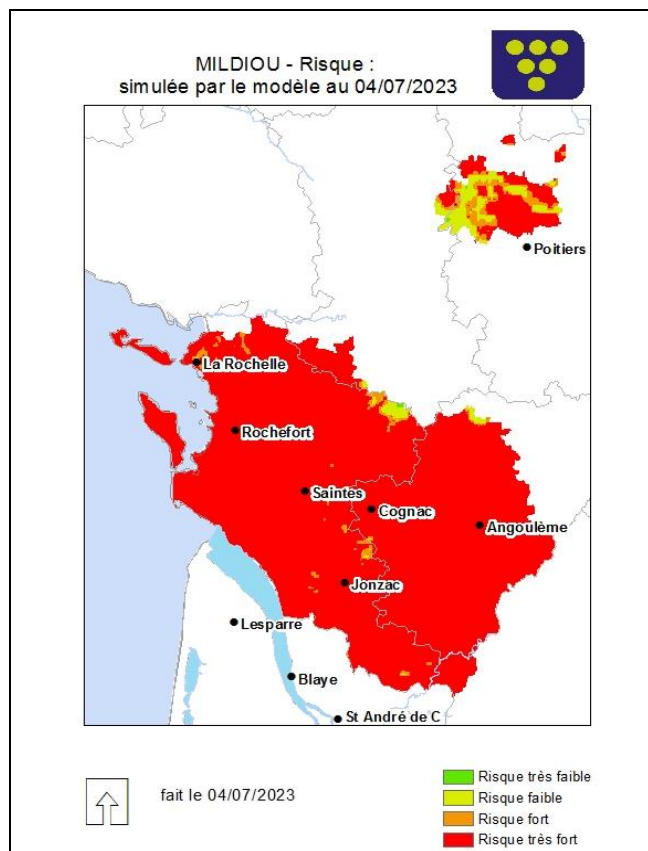 MILDIOU - Risque :
simulée par le modèle au 04/07/2023
Poitiers
La Rochelle
Rochefort
Saintes
Cognac
Angoulême
Jonzac
Lesparre
Blaye
St André de C
fait le 04/07/2023
Risque très faible
Risque faible
Risque fort
Risque très fort